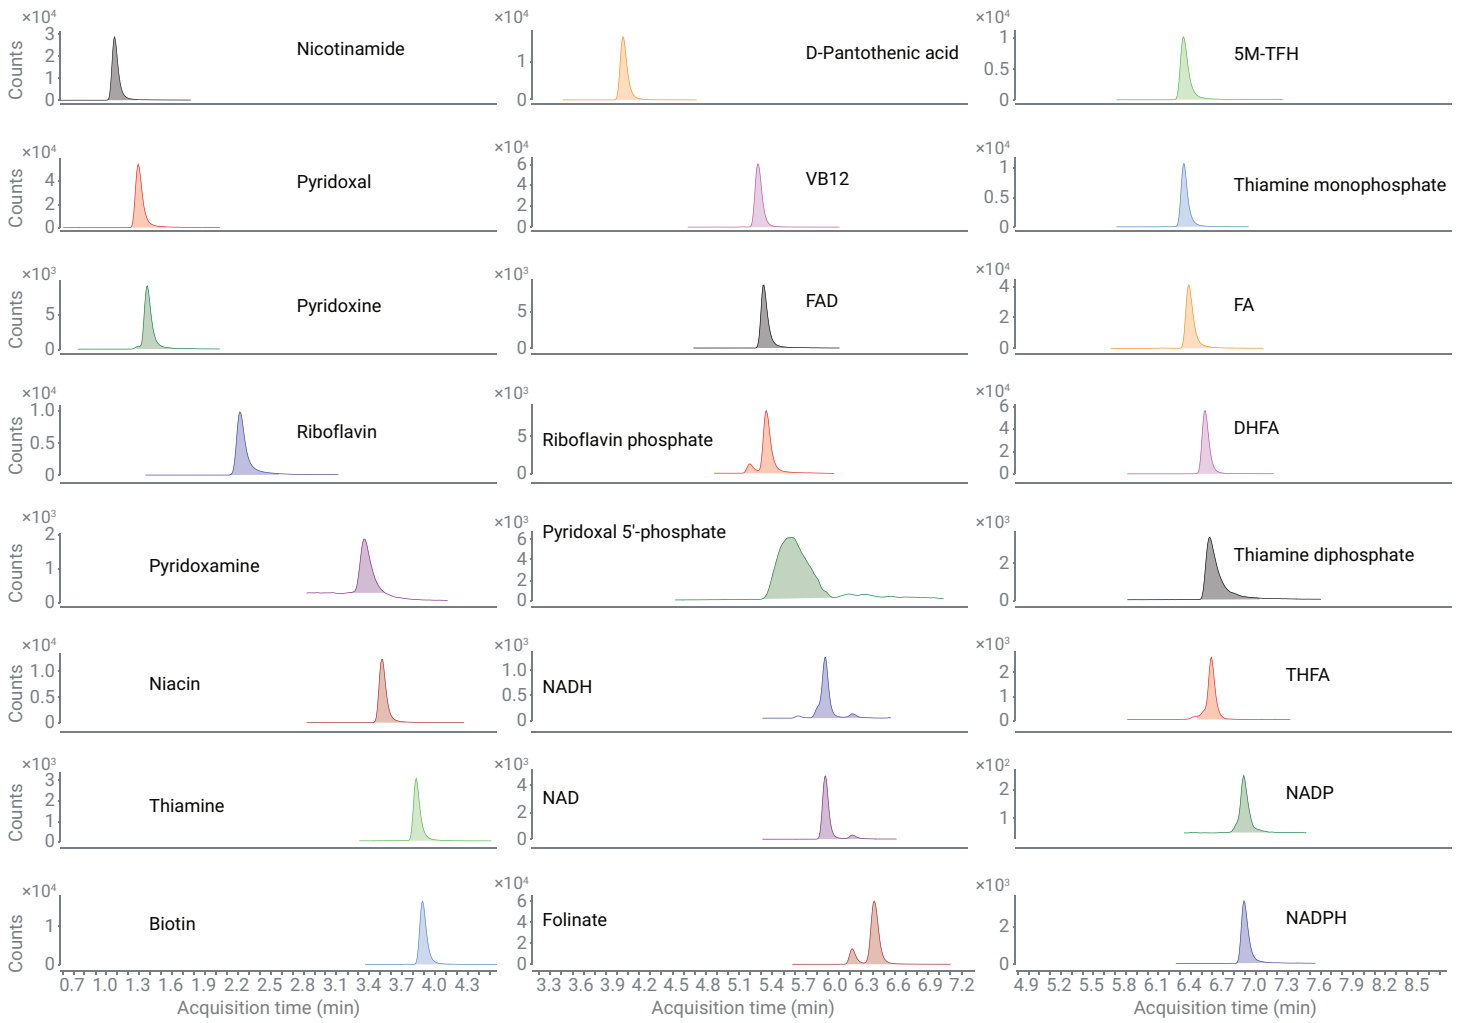 ×10⁴ ×10⁴ ×10⁴
Counts 3 2 1 0 Nicotinamide 1 0 D-Pantothenic acid 1 0.5 0 5M-TFH
×10⁴ ×10⁴ ×10⁴
Counts 4 2 0 Pyridoxal 6 4 2 0 VB12 1 0.5 0 Thiamine monophosphate
×10³ ×10³ ×10⁴
Counts 5 0 Pyridoxine 5 0 FAD 4 2 0 FA
×10⁴ ×10³ ×10⁴
Counts 1.0 0.5 0 Riboflavin 5 0 Riboflavin phosphate 6 4 2 0 DHFA
×10³ ×10³ ×10³
Counts 2 1 0 Pyridoxamine 6 4 2 0 Pyridoxal 5'-phosphate 2 0 Thiamine diphosphate
×10⁴ ×10³ ×10³
Counts 1.0 0.5 0 Niacin 1.0 0.5 0 NADH 2 1 0 THFA
×10³ ×10³ ×10²
Counts 3 2 1 0 Thiamine 4 2 0 NAD 2 1 NADP
×10⁴ ×10⁴ ×10³
Counts 1 0 Biotin 6 4 2 0 Folinate 2 0 NADPH
0.7 1.0 1.3 1.6 1.9 2.2 2.5 2.8 3.1 3.4 3.7 4.0 4.3 3.3 3.6 3.9 4.2 4.5 4.8 5.1 5.4 5.7 6.0 6.3 6.6 6.9 7.2 4.9 5.2 5.5 5.8 6.1 6.4 6.7 7.0 7.3 7.6 7.9 8.2 8.5
Acquisition time (min) Acquisition time (min) Acquisition time (min)